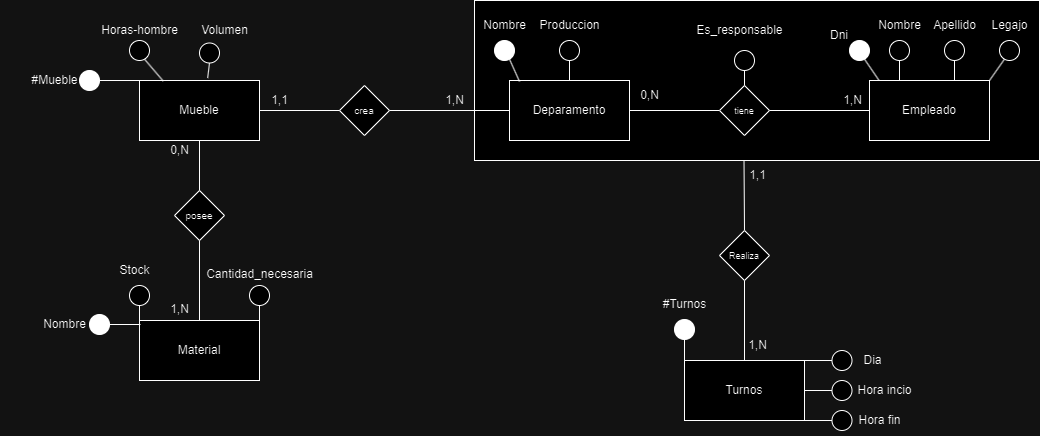 Horas-hombre
Volumen
Nombre
Produccion
Es_responsable
Dni
Nombre
Apellido
Legajo
#Mueble
Mueble
1,1
crea
1,N
Deparamento
0,N
tiene
1,N
Empleado
0,N
1,1
posee
Realiza
Stock
Cantidad_necesaria
1,N
Nombre
Material
#Turnos
1,N
Turnos
Dia
Hora incio
Hora fin